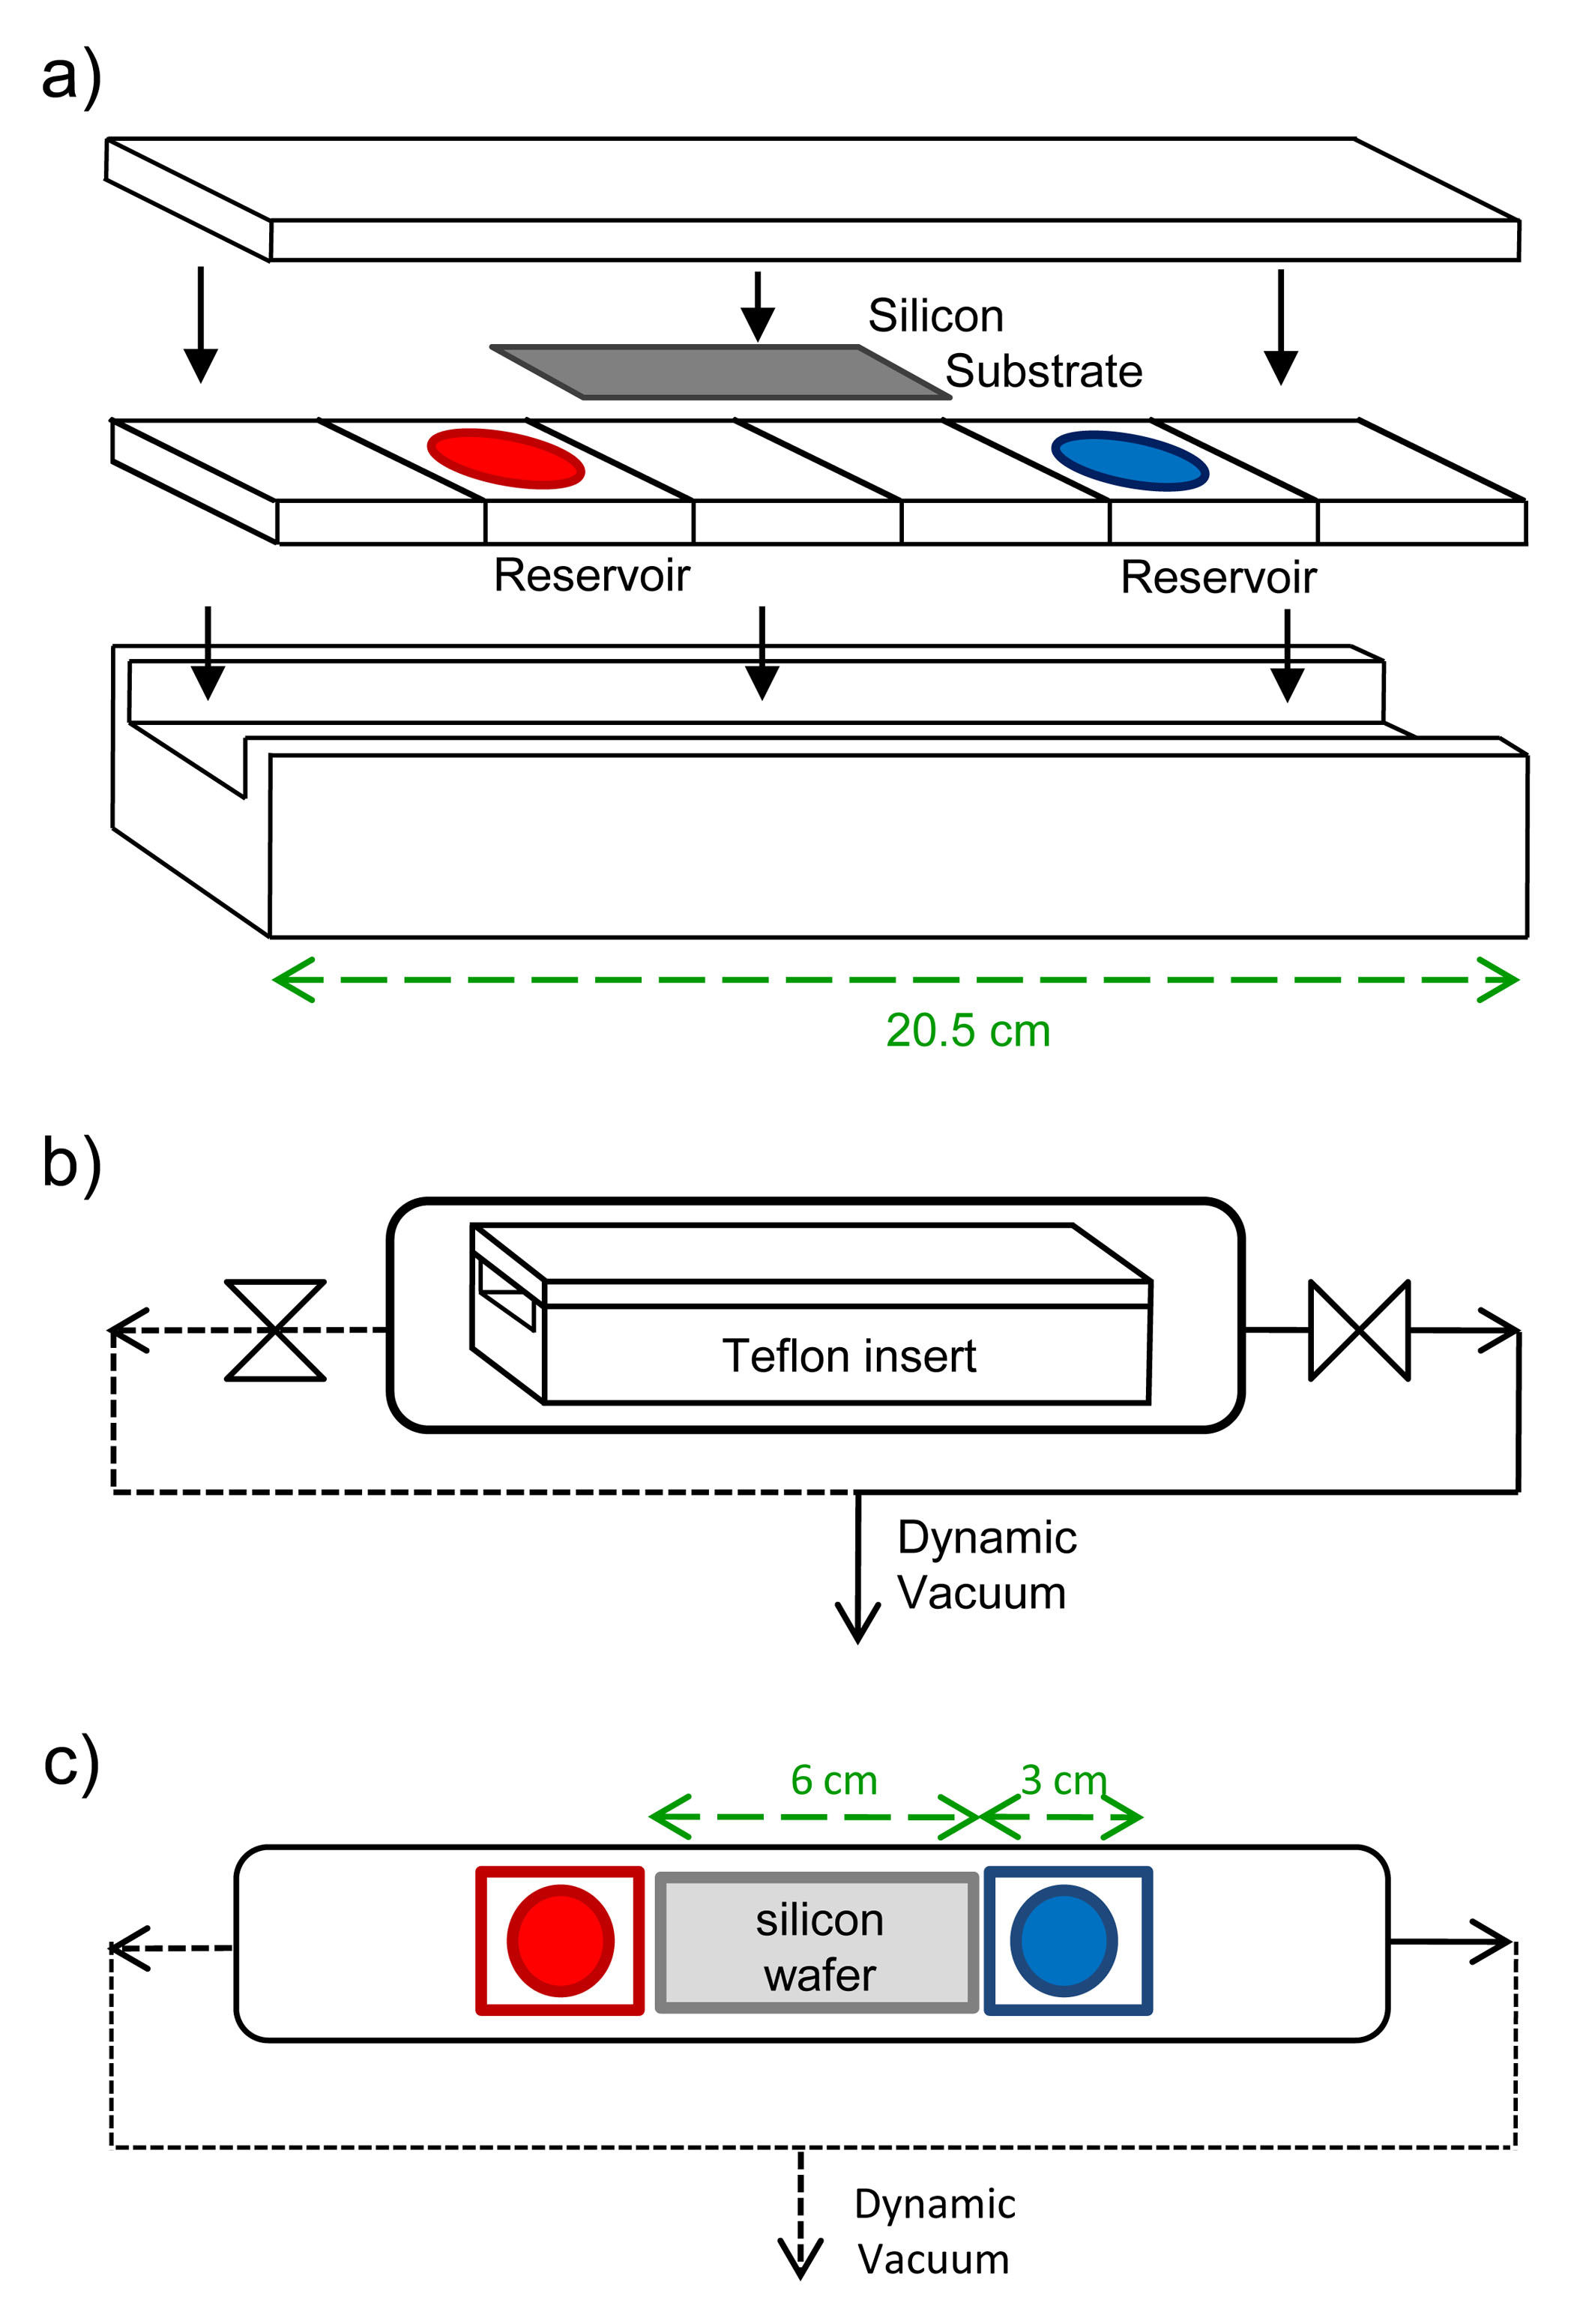 a)
Silicon
Substrate
Reservoir
Reservoir
20.5 cm
b)
Teflon insert
Dynamic
Vacuum
c)
6 cm
3 cm
silicon
wafer
Dynamic
Vacuum